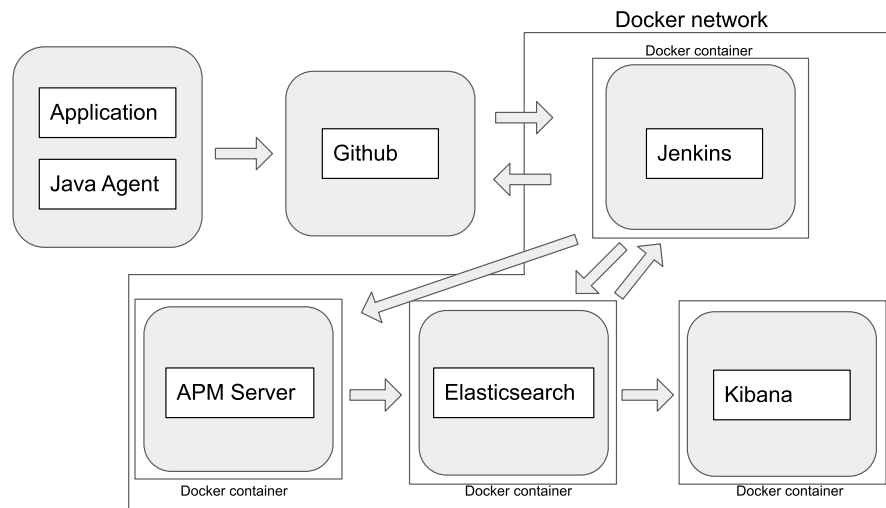 Docker network
Docker container
Application
Java Agent
Github
Jenkins
APM Server
Elasticsearch
Kibana
Docker container
Docker container
Docker container